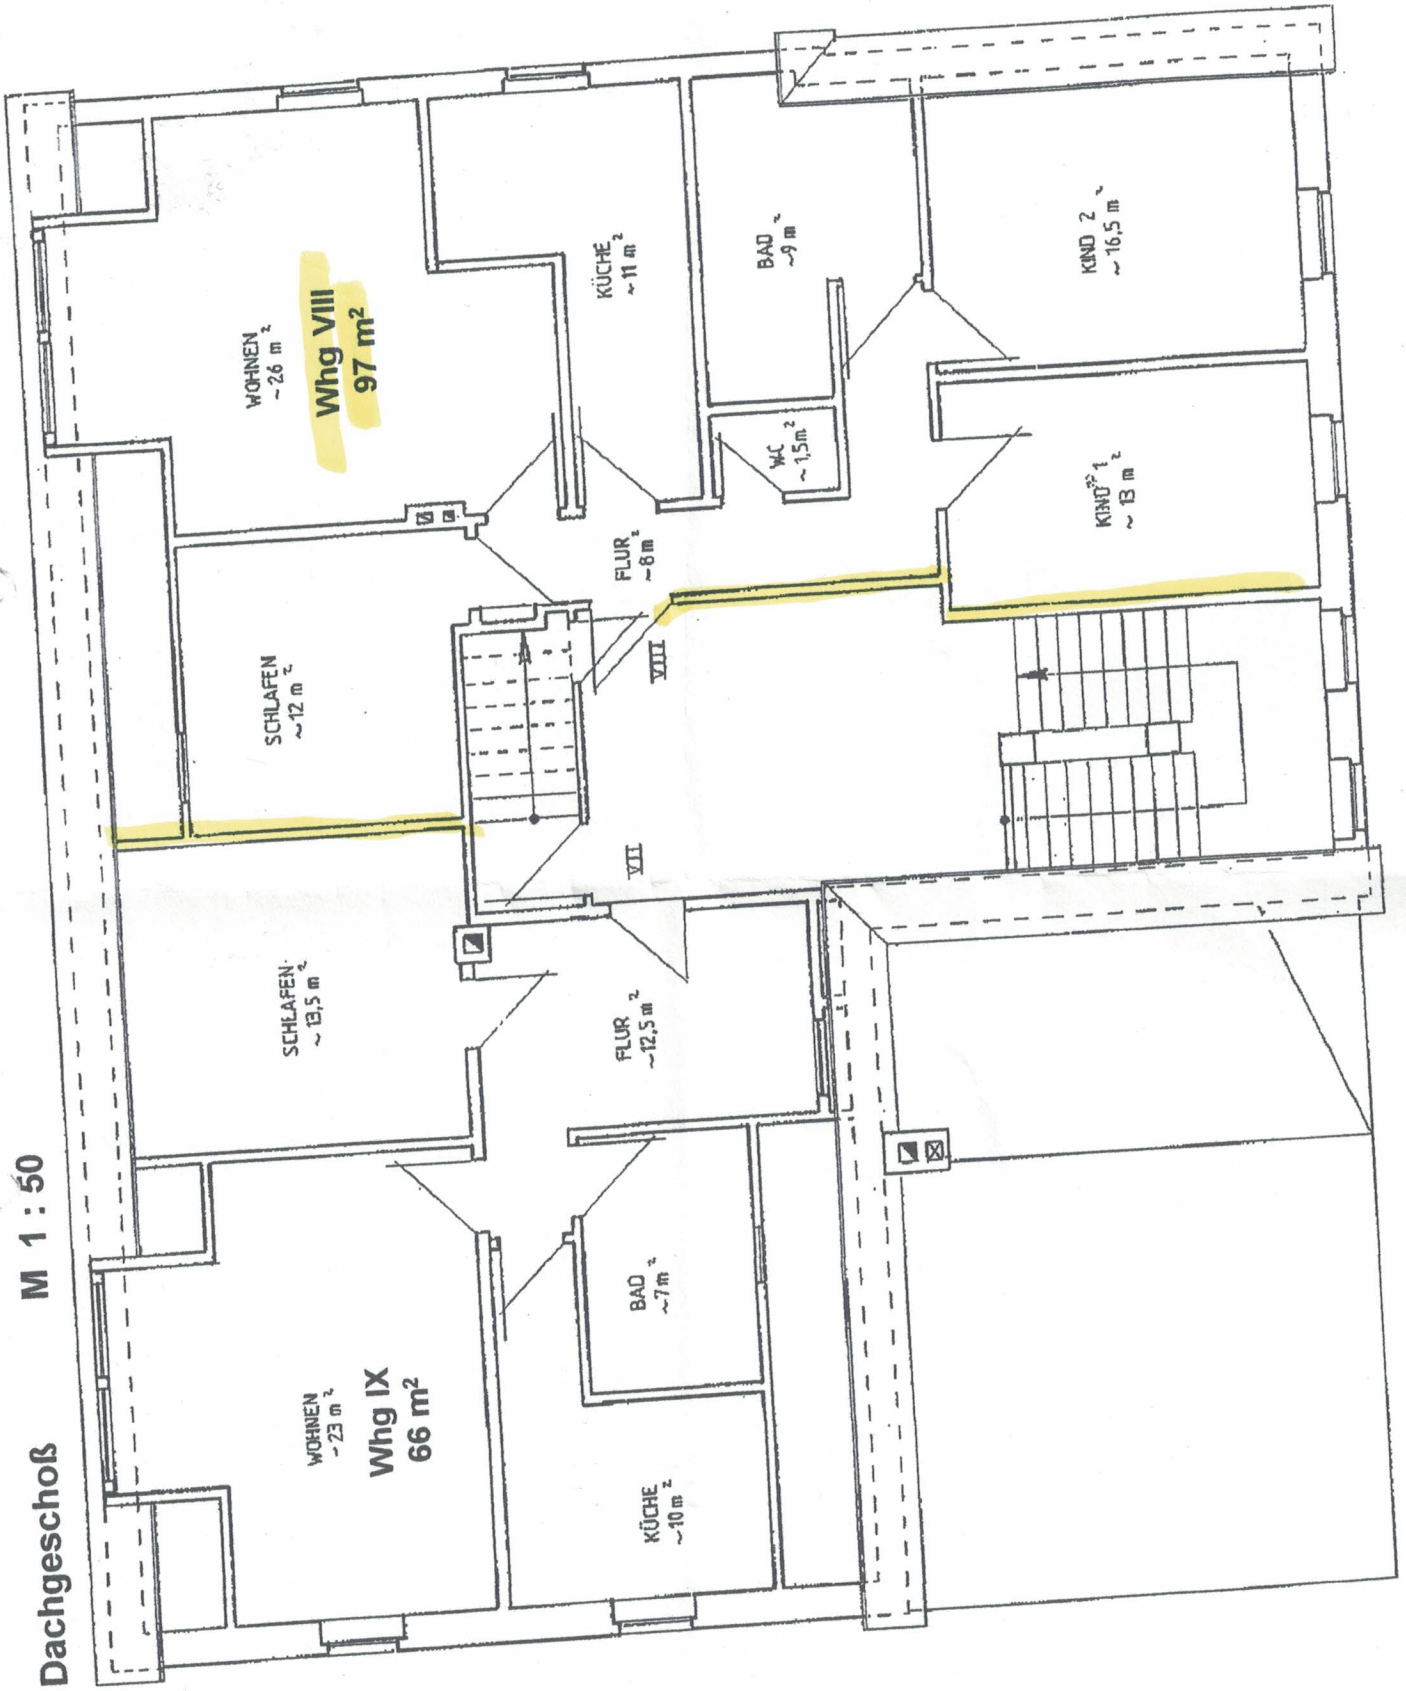 Dachgeschoß M 1 : 50
WOHNEN
~23 m²
Whg IX
66 m²
KÜCHE
~10 m²
BAD
~7 m²
SCHLAFEN
~13,5 m²
FLUR
~12,5 m²
VII
SCHLAFEN
~12 m²
VIII
FLUR
~8 m²
WOHNEN
~26 m²
Whg VIII
97 m²
KÜCHE
~11 m²
WC
~1,5 m²
BAD
~9 m²
KIND 1
~13 m²
KIND 2
~16,5 m²